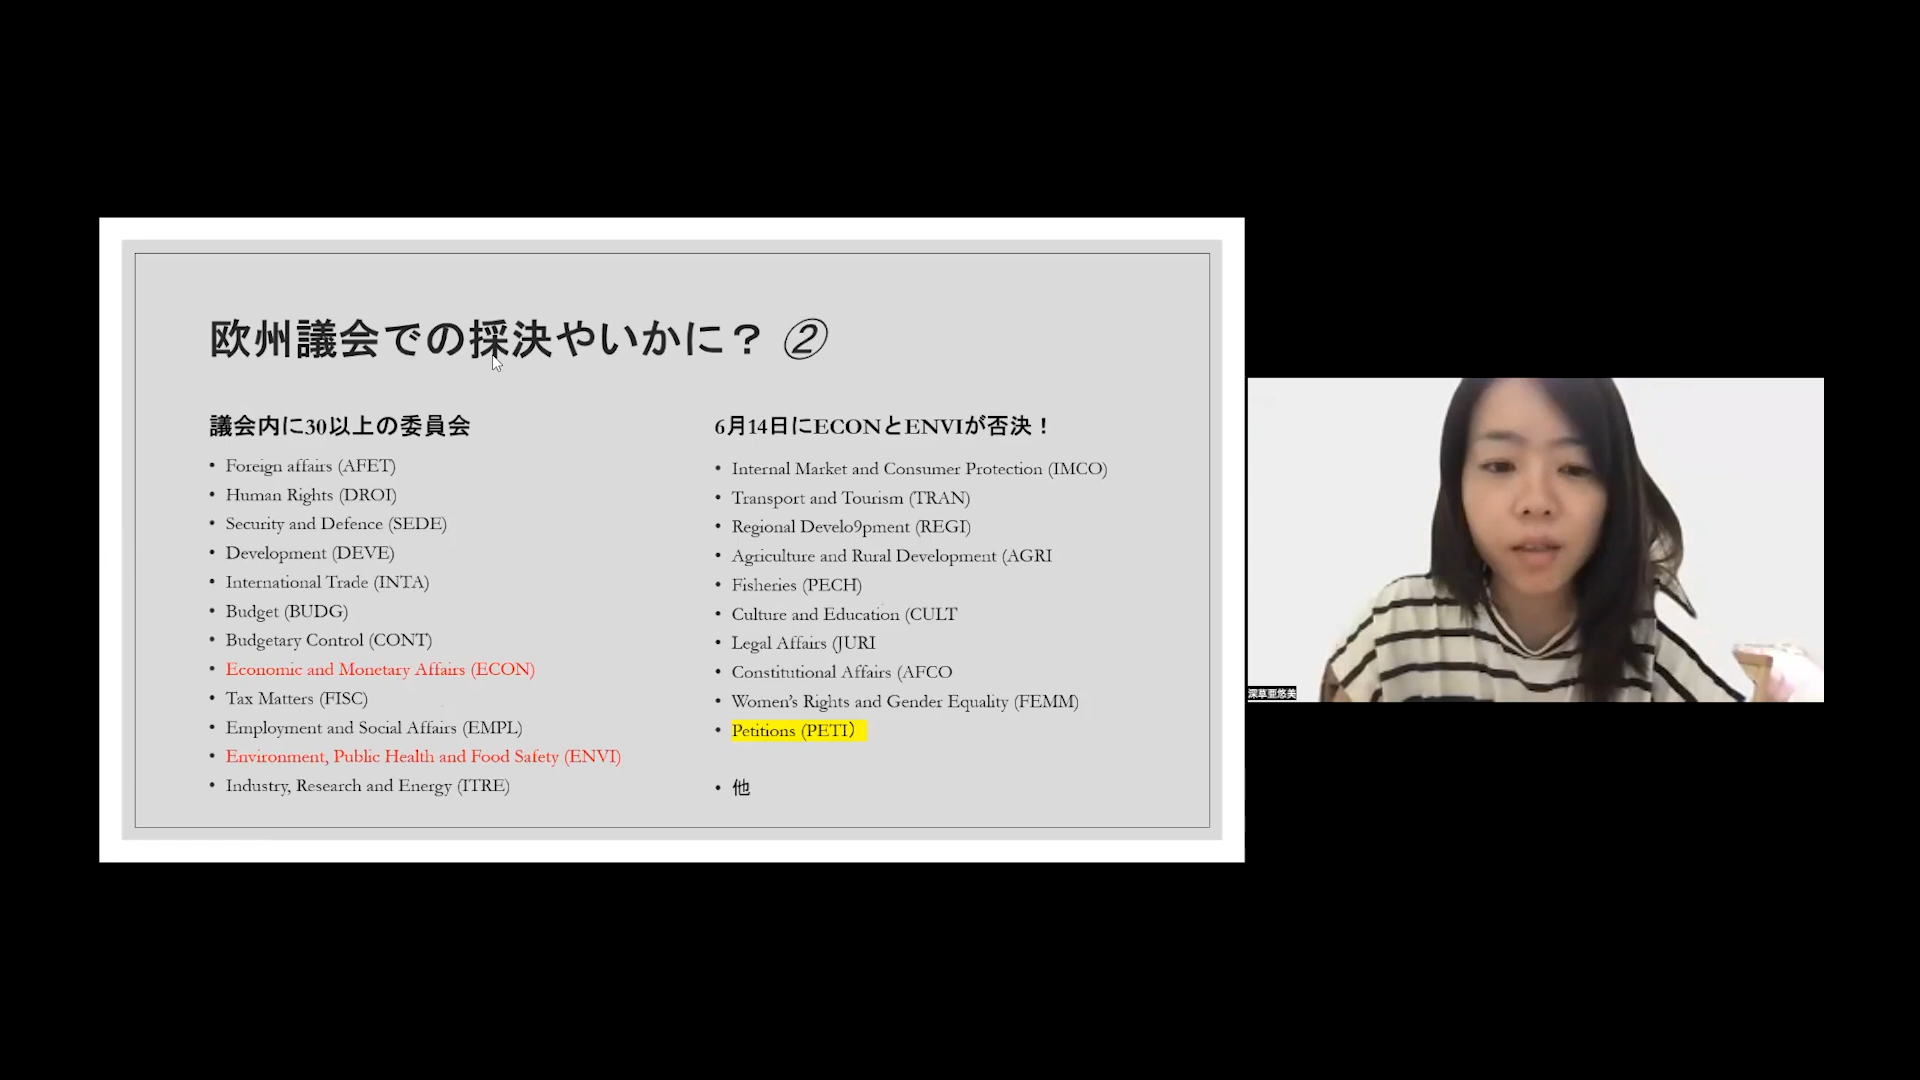 欧州議会での採決やいかに？ ②
議会内に30以上の委員会
• Foreign affairs (AFET)
• Human Rights (DROI)
• Security and Defence (SEDE)
• Development (DEVE)
• International Trade (INTA)
• Budget (BUDG)
• Budgetary Control (CONT)
• Economic and Monetary Affairs (ECON)
• Tax Matters (FISC)
• Employment and Social Affairs (EMPL)
• Environment, Public Health and Food Safety (ENVI)
• Industry, Research and Energy (ITRE)
6月14日にECONとENVIが否決！
• Internal Market and Consumer Protection (IMCO)
• Transport and Tourism (TRAN)
• Regional Develo9pment (REGI)
• Agriculture and Rural Development (AGRI
• Fisheries (PECH)
• Culture and Education (CULT
• Legal Affairs (JURI
• Constitutional Affairs (AFCO
• Women’s Rights and Gender Equality (FEMM)
• Petitions (PETI）
• 他
深草亜悠美